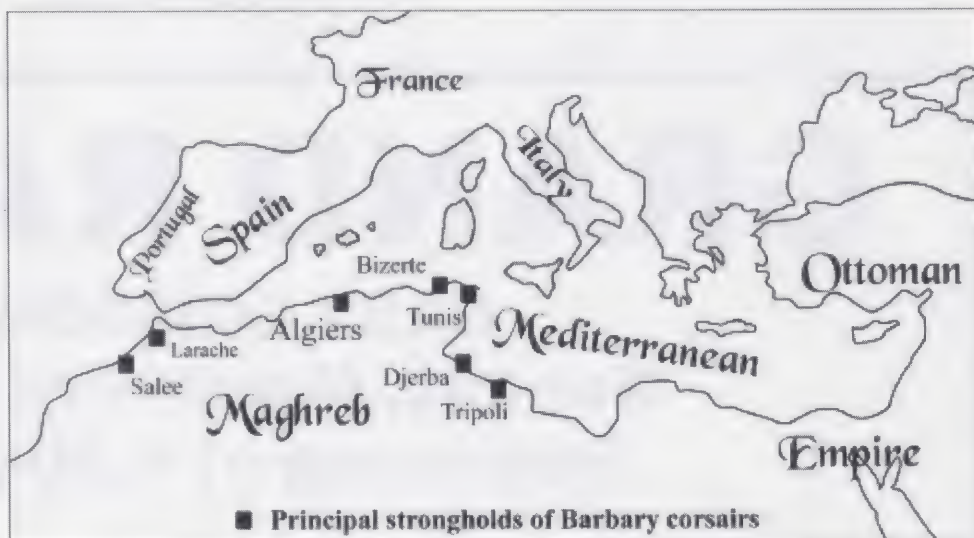 France
Italy
Portugal
Spain
Ottoman
Bizerte
Tunis
Algiers
Mediterranean
Larache
Salee
Djerba
Maghreb
Tripoli
Empire
Principal strongholds of Barbary corsairs